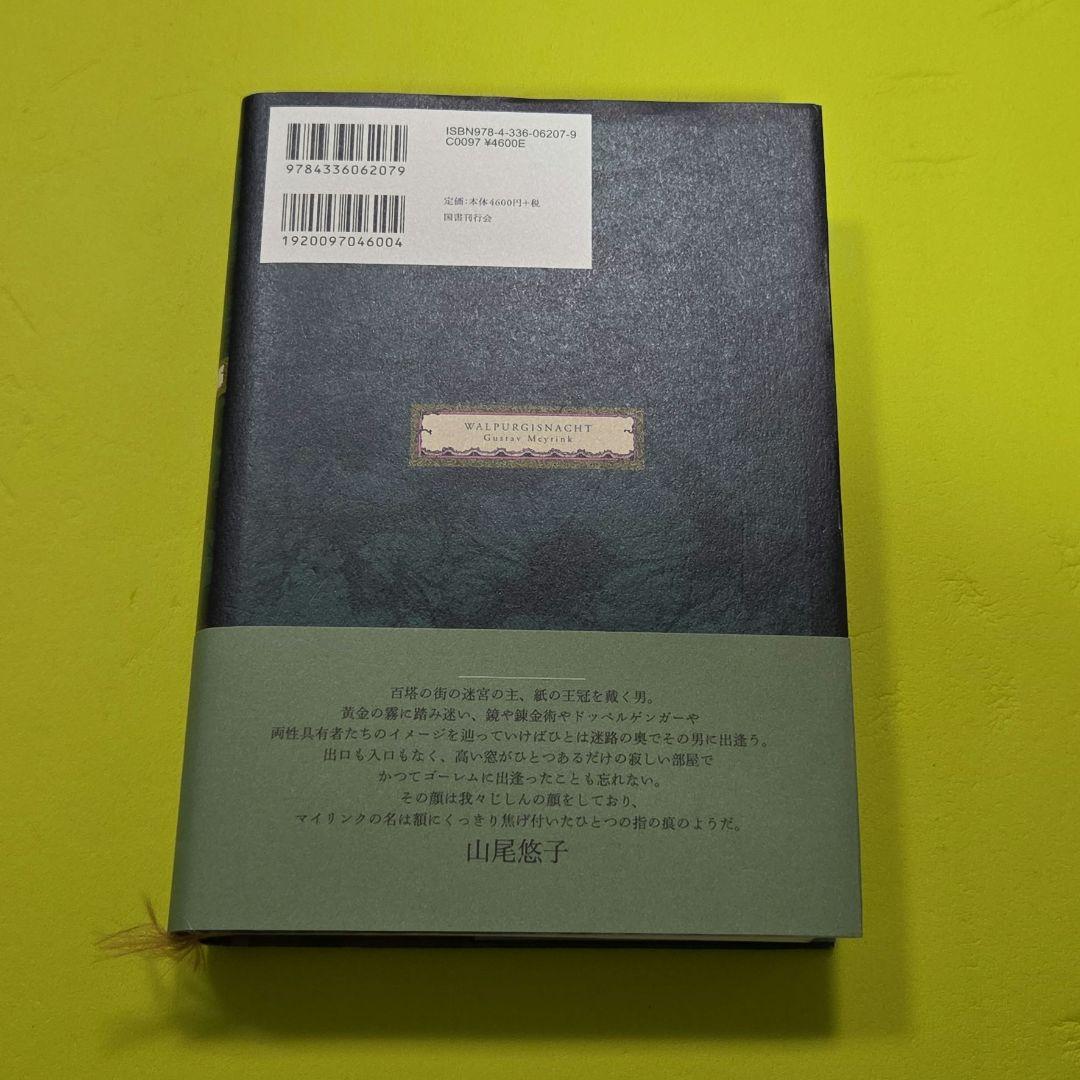 ISBN978-4-336-06207-9
C0097 ¥4600E
9784336062079
定価:本体4600円+税
国書刊行会
1920097046004
WALPURGISNACHT
Gustav Meyrink
百塔の街の迷宮の主、紙の王冠を戴く男。
黄金の霧に踏み迷い、鏡や錬金術やドッペルゲンガーや
両性具有者たちのイメージを辿っていけばひとは迷路の奥でその男に出逢う。
出口も入口もなく、高い窓がひとつあるだけの寂しい部屋で
かつてゴーレムに出逢ったことも忘れない。
その顔は我々じしんの顔をしており、
マイリンクの名は額にくっきり焦げ付いたひとつの指の痕のようだ。
山尾悠子